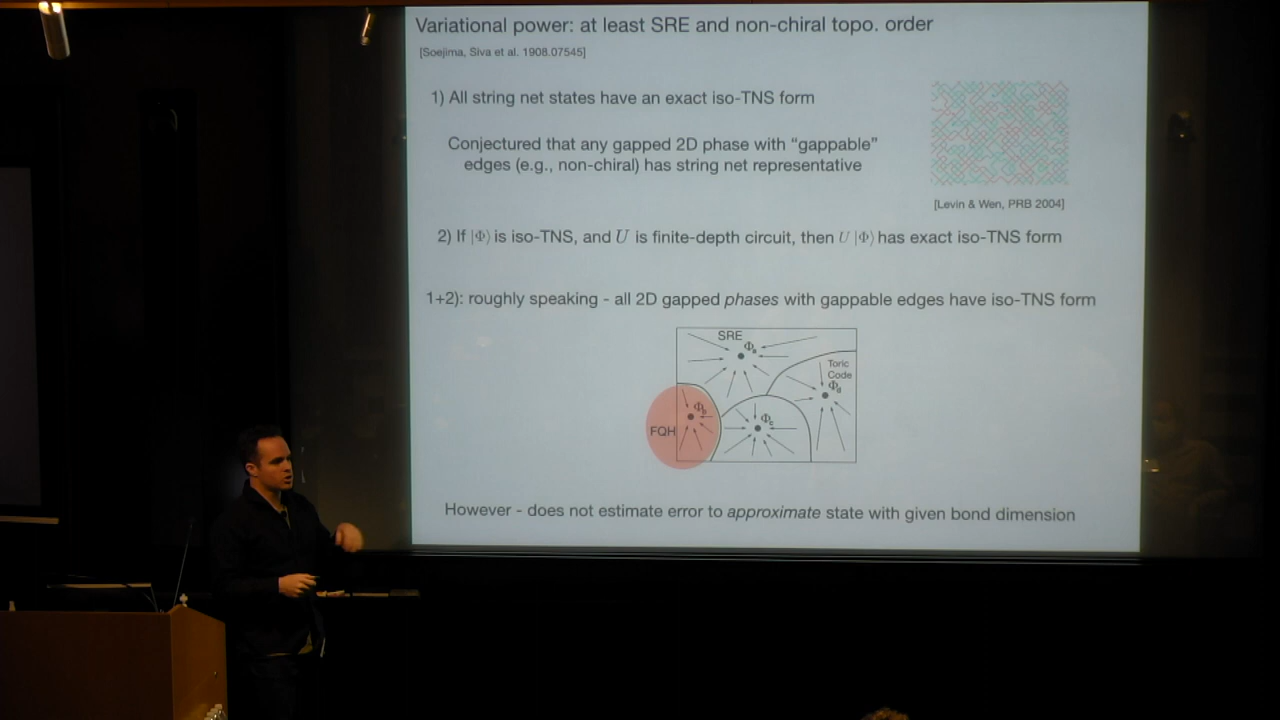 Variational power: at least SRE and non-chiral topo. order
[Soejima, Siva et al. 1908.07545]
1) All string net states have an exact iso-TNS form
Conjectured that any gapped 2D phase with “gappable”
edges (e.g., non-chiral) has string net representative
[Levin & Wen, PRB 2004]
2) If |Φ⟩ is iso-TNS, and U is finite-depth circuit, then U |Φ⟩ has exact iso-TNS form
1+2): roughly speaking - all 2D gapped phases with gappable edges have iso-TNS form
SRE
Φₐ
Toric
Code
Φ_d
Φ_b
FQH
Φ_c
However - does not estimate error to approximate state with given bond dimension